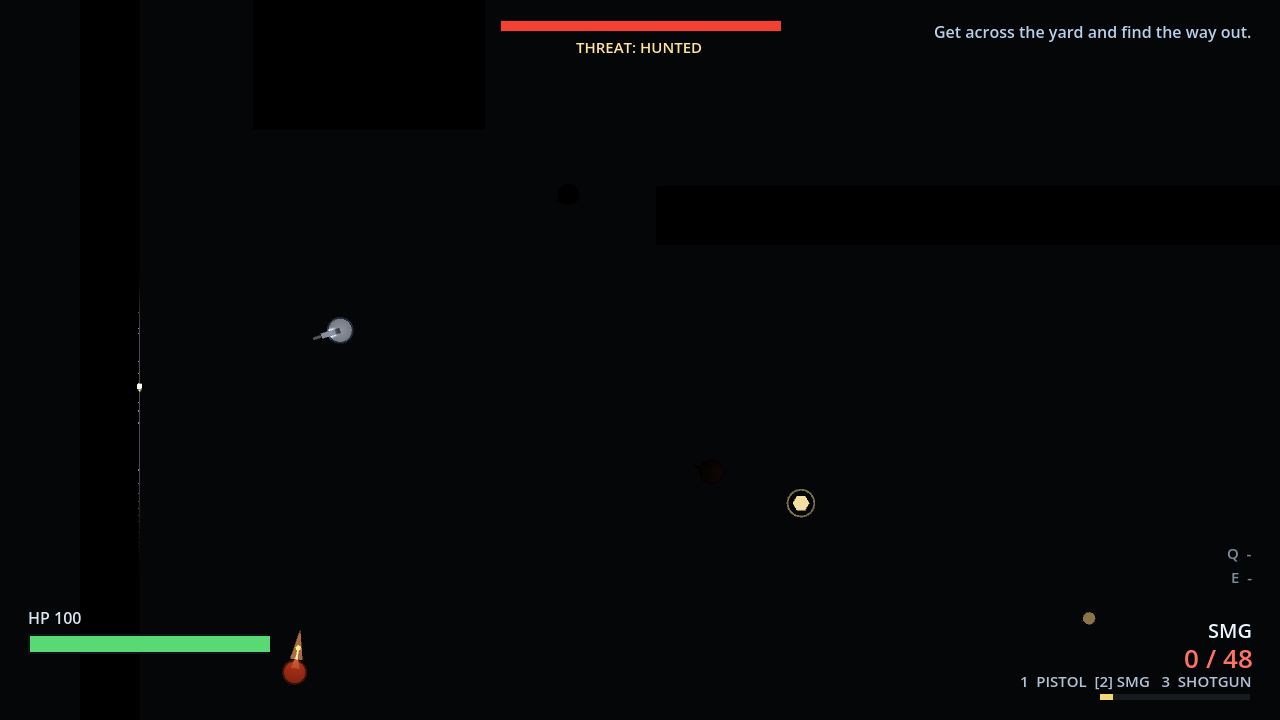 THREAT: HUNTED
Get across the yard and find the way out.
Q -
E -
HP 100
SMG
0 / 48
1 PISTOL [2] SMG 3 SHOTGUN